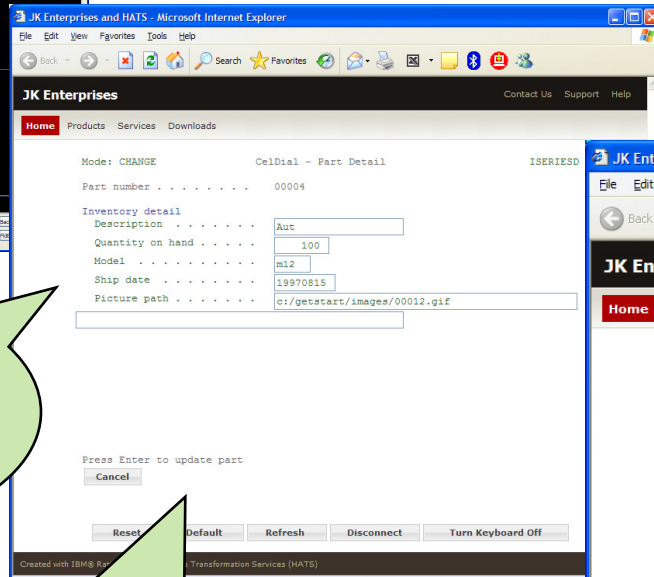 JK Enterprises and HATS - Microsoft Internet Explorer
File Edit View Favorites Tools Help
Back Search Favorites
JK Enterprises Contact Us Support Help
Home Products Services Downloads
JK Ent
File Edit
Back
JK En
Home
Mode: CHANGE CelDial - Part Detail ISERIESD
Part number . . . . . . . . 00004
Inventory detail
Description . . . . . . . Aut
Quantity on hand . . . . . 100
Model . . . . . . . . . . m12
Ship date . . . . . . . . 19970815
Picture path . . . . . . . c:/getstart/images/00012.gif
Press Enter to update part
Cancel
Reset Default Refresh Disconnect Turn Keyboard Off
Created with IBM® Ra Transformation Services (HATS)